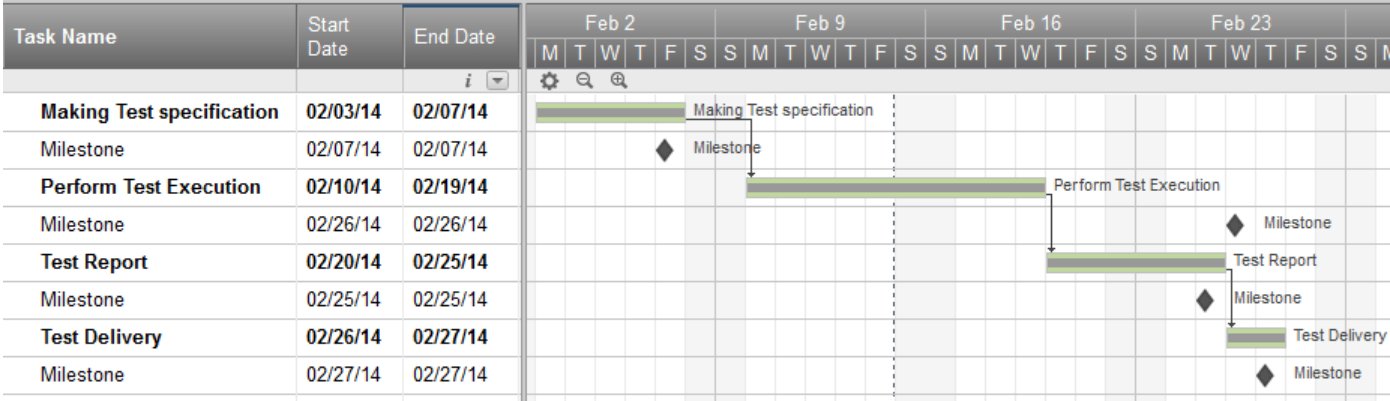 Task Name Start Date End Date Feb 2 Feb 9 Feb 16 Feb 23
M T W T F S S M T W T F S S M T W T F S S M T W T F S S M
i
Making Test specification 02/03/14 02/07/14 Making Test specification
Milestone 02/07/14 02/07/14 Milestone
Perform Test Execution 02/10/14 02/19/14 Perform Test Execution
Milestone 02/26/14 02/26/14 Milestone
Test Report 02/20/14 02/25/14 Test Report
Milestone 02/25/14 02/25/14 Milestone
Test Delivery 02/26/14 02/27/14 Test Delivery
Milestone 02/27/14 02/27/14 Milestone